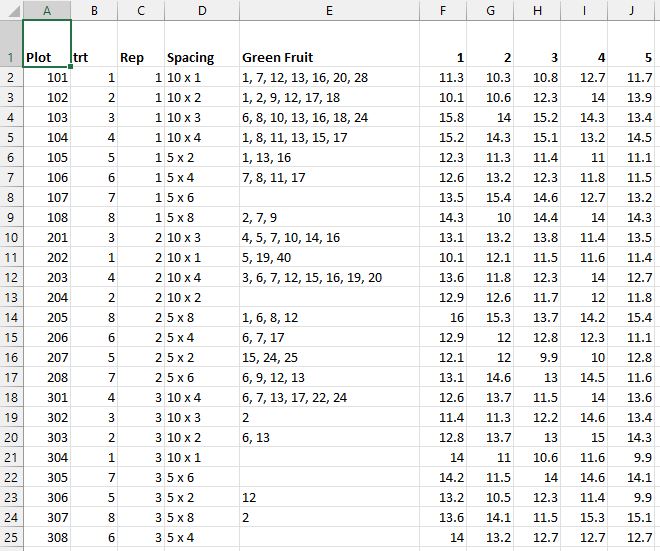 A B C D E F G H I J
1 Plot trt Rep Spacing Green Fruit 1 2 3 4 5
2 101 1 1 10 x 1 1, 7, 12, 13, 16, 20, 28 11.3 10.3 10.8 12.7 11.7
3 102 2 1 10 x 2 1, 2, 9, 12, 17, 18 10.1 10.6 12.3 14 13.9
4 103 3 1 10 x 3 6, 8, 10, 13, 16, 18, 24 15.8 14 15.2 14.3 13.4
5 104 4 1 10 x 4 1, 8, 11, 13, 15, 17 15.2 14.3 15.1 13.2 14.5
6 105 5 1 5 x 2 1, 13, 16 12.3 11.3 11.4 11 11.1
7 106 6 1 5 x 4 7, 8, 11, 17 12.6 13.2 12.3 11.8 11.5
8 107 7 1 5 x 6 13.5 15.4 14.6 12.7 13.2
9 108 8 1 5 x 8 2, 7, 9 14.3 10 14.4 14 14.3
10 201 3 2 10 x 3 4, 5, 7, 10, 14, 16 13.1 13.2 13.8 11.4 13.5
11 202 1 2 10 x 1 5, 19, 40 10.1 12.1 11.5 11.6 11.4
12 203 4 2 10 x 4 3, 6, 7, 12, 15, 16, 19, 20 13.6 11.8 12.3 14 12.7
13 204 2 2 10 x 2 12.9 12.6 11.7 12 11.8
14 205 8 2 5 x 8 1, 6, 8, 12 16 15.3 13.7 14.2 15.4
15 206 6 2 5 x 4 6, 7, 17 12.9 12 12.8 12.3 11.1
16 207 5 2 5 x 2 15, 24, 25 12.1 12 9.9 10 12.8
17 208 7 2 5 x 6 6, 9, 12, 13 13.1 14.6 13 14.5 11.6
18 301 4 3 10 x 4 6, 7, 13, 17, 22, 24 12.6 13.7 11.5 14 13.6
19 302 3 3 10 x 3 2 11.4 11.3 12.2 14.6 13.4
20 303 2 3 10 x 2 6, 13 12.8 13.7 13 15 14.3
21 304 1 3 10 x 1 14 11 10.6 11.6 9.9
22 305 7 3 5 x 6 14.2 11.5 14 14.6 14.1
23 306 5 3 5 x 2 12 13.2 10.5 12.3 11.4 9.9
24 307 8 3 5 x 8 2 13.6 14.1 11.5 15.3 15.1
25 308 6 3 5 x 4 14 13.2 12.7 12.7 12.7